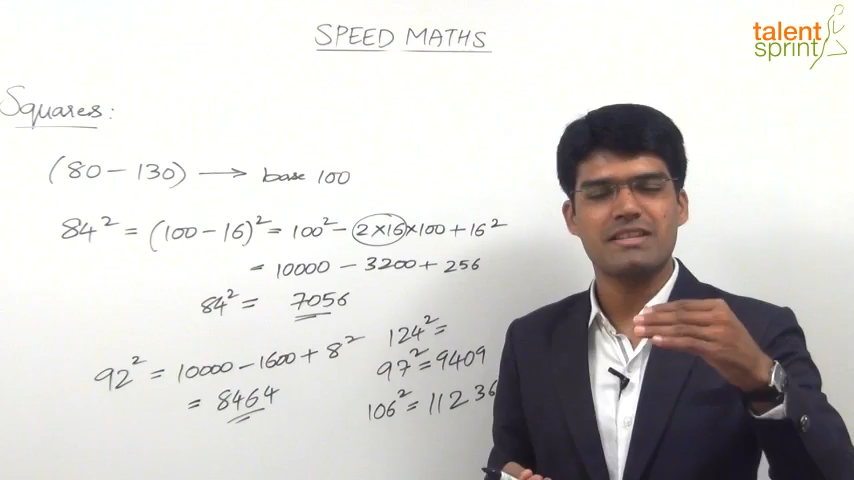 talent
sprint
SPEED MATHS
Squares:
(80 - 130) → base 100
84² = (100 - 16)² = 100² - 2×16×100 + 16²
= 10000 - 3200 + 256
84² = 7056
92² = 10000 - 1600 + 8²
= 8464
124² =
97² = 9409
106² = 11236